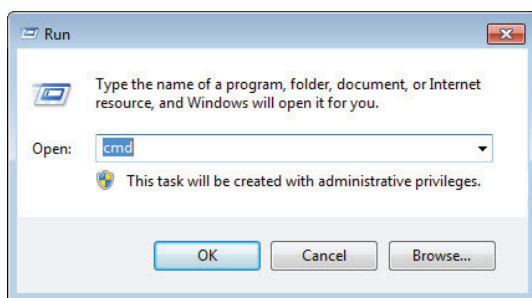 Run
Type the name of a program, folder, document, or Internet
resource, and Windows will open it for you.
Open: cmd
This task will be created with administrative privileges.
OK Cancel Browse...